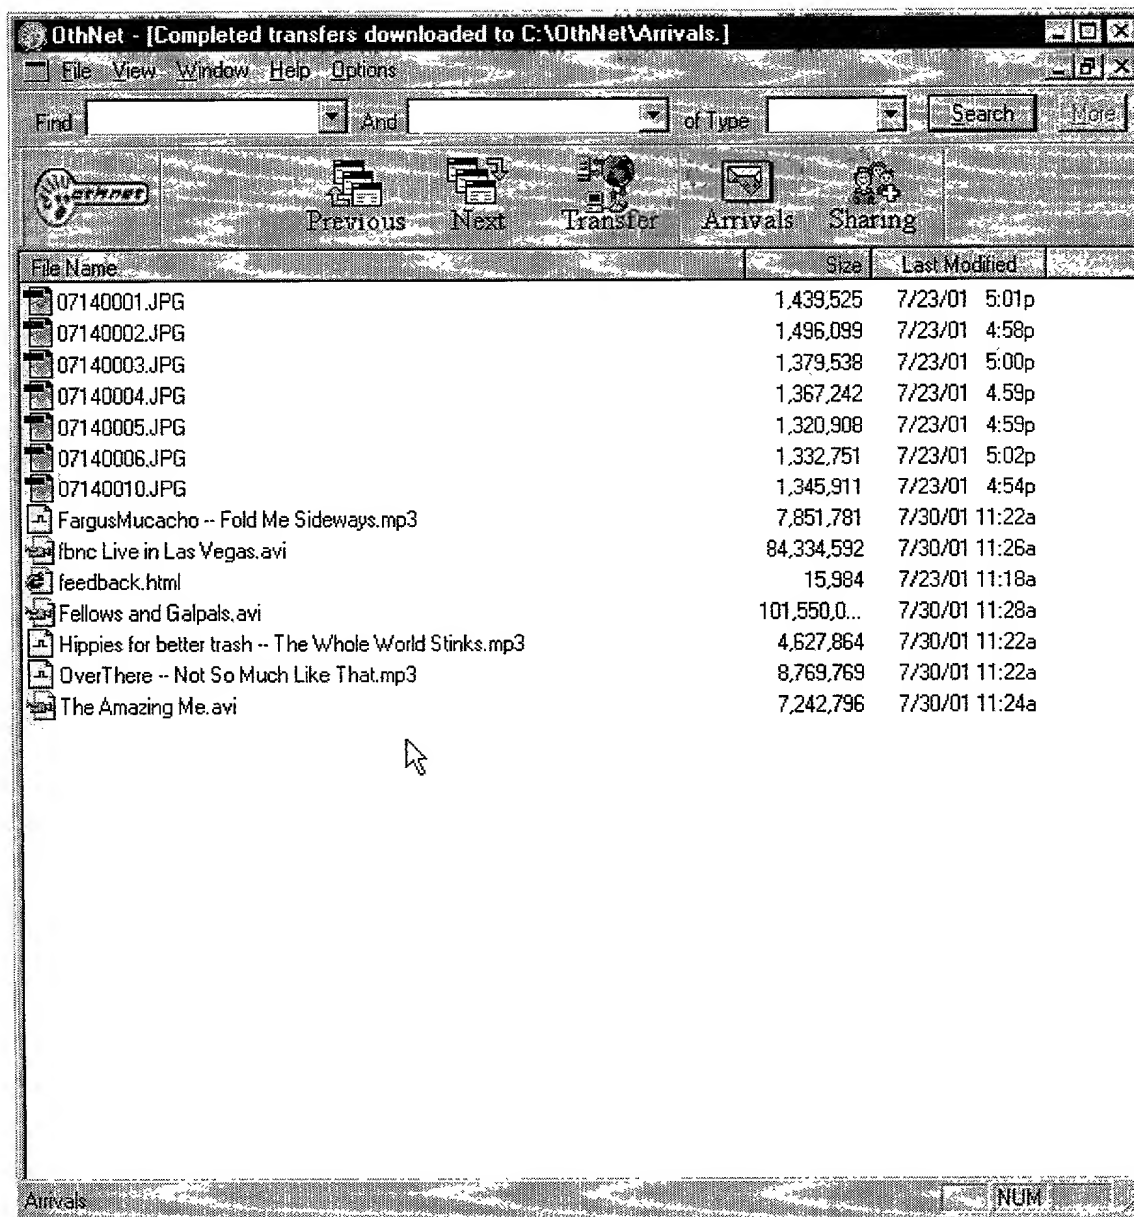 OthNet - [Completed transfers downloaded to C:\OthNet\Arrivals.]
File View Window Help Options
Find And of Type Search More
othnet Previous Next Transfer Arrivals Sharing
File Name Size Last Modified
07140001.JPG 1,439,525 7/23/01 5:01p
07140002.JPG 1,496,099 7/23/01 4:58p
07140003.JPG 1,379,538 7/23/01 5:00p
07140004.JPG 1,367,242 7/23/01 4:59p
07140005.JPG 1,320,908 7/23/01 4:59p
07140006.JPG 1,332,751 7/23/01 5:02p
07140010.JPG 1,345,911 7/23/01 4:54p
FargusMucacho -- Fold Me Sideways.mp3 7,851,781 7/30/01 11:22a
fbnc Live in Las Vegas.avi 84,334,592 7/30/01 11:26a
feedback.html 15,984 7/23/01 11:18a
Fellows and Galpals.avi 101,550,0... 7/30/01 11:28a
Hippies for better trash -- The Whole World Stinks.mp3 4,627,864 7/30/01 11:22a
OverThere -- Not So Much Like That.mp3 8,769,769 7/30/01 11:22a
The Amazing Me.avi 7,242,796 7/30/01 11:24a
Arrivals NUM